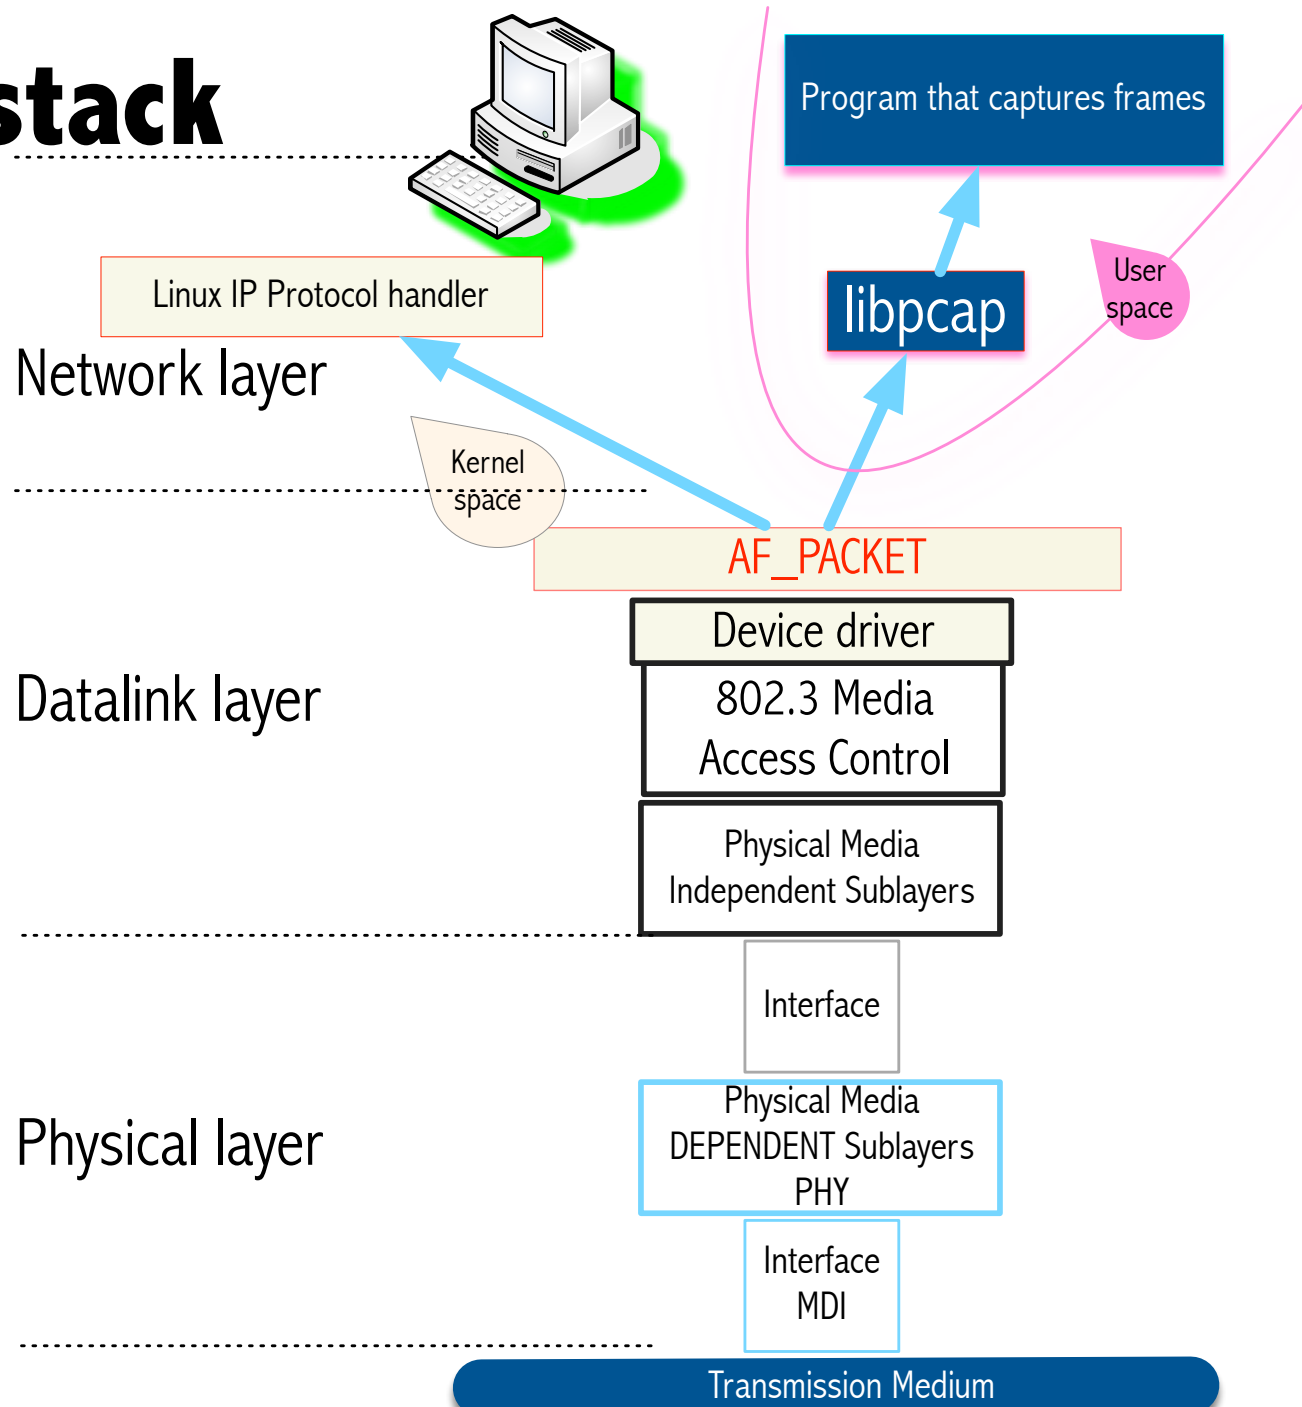 stack
Program that captures frames
User
space
Linux IP Protocol handler
libpcap
Network layer
Kernel
space
AF_PACKET
Device driver
Datalink layer
802.3 Media
Access Control
Physical Media
Independent Sublayers
Interface
Physical layer
Physical Media
DEPENDENT Sublayers
PHY
Interface
MDI
Transmission Medium